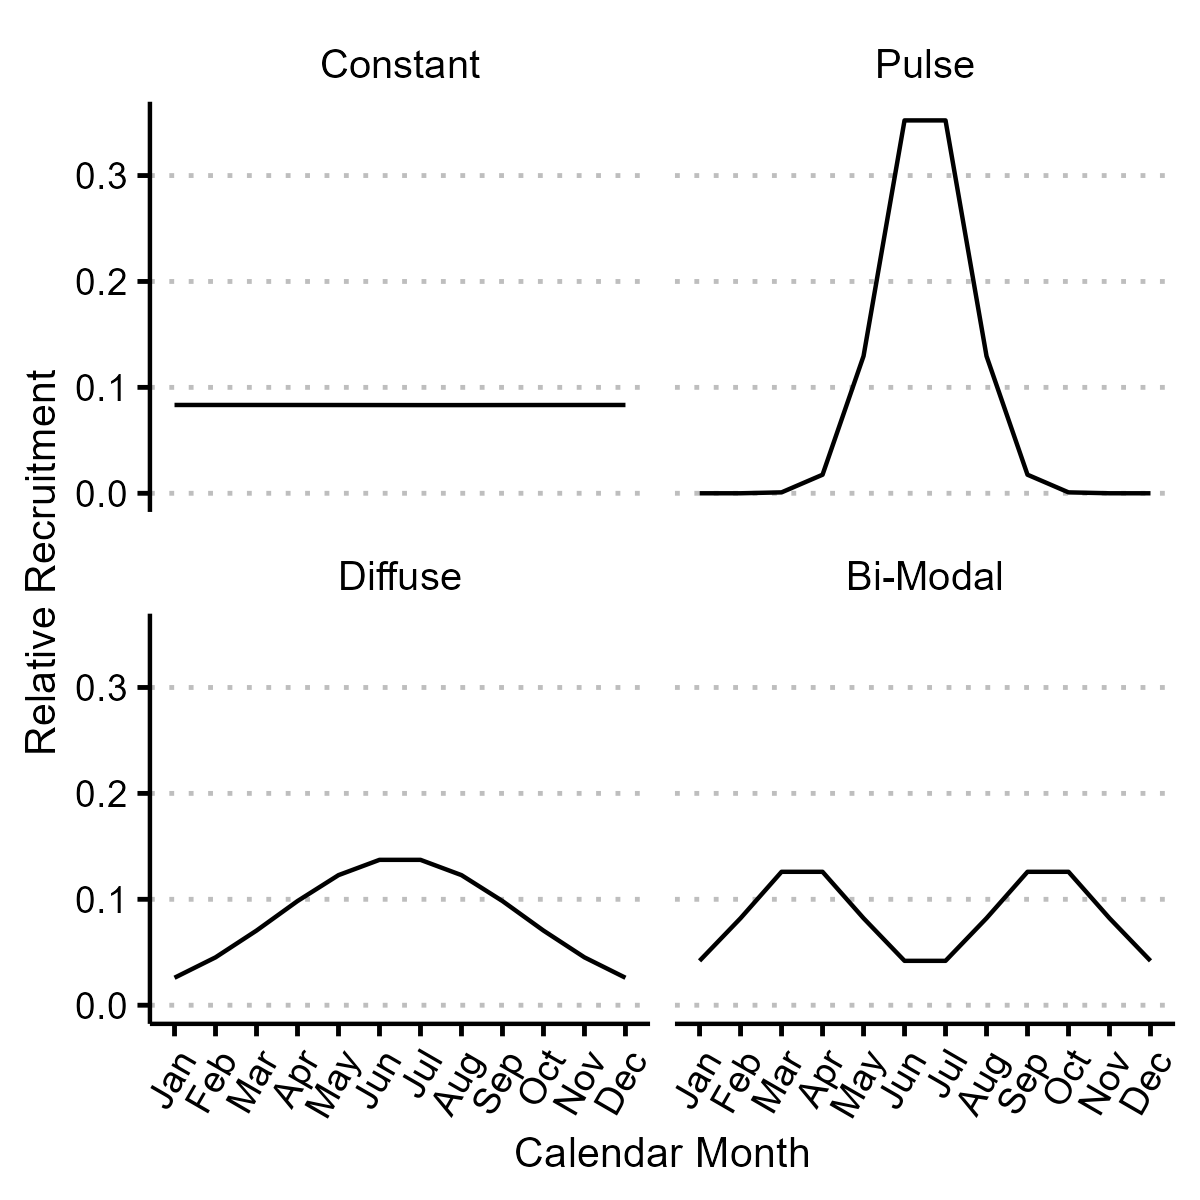 Constant Pulse
0.3
0.2
0.1
0.0
Relative Recruitment
Diffuse Bi-Modal
0.3
0.2
0.1
0.0
Jan Feb Mar Apr May Jun Jul Aug Sep Oct Nov Dec Jan Feb Mar Apr May Jun Jul Aug Sep Oct Nov Dec
Calendar Month